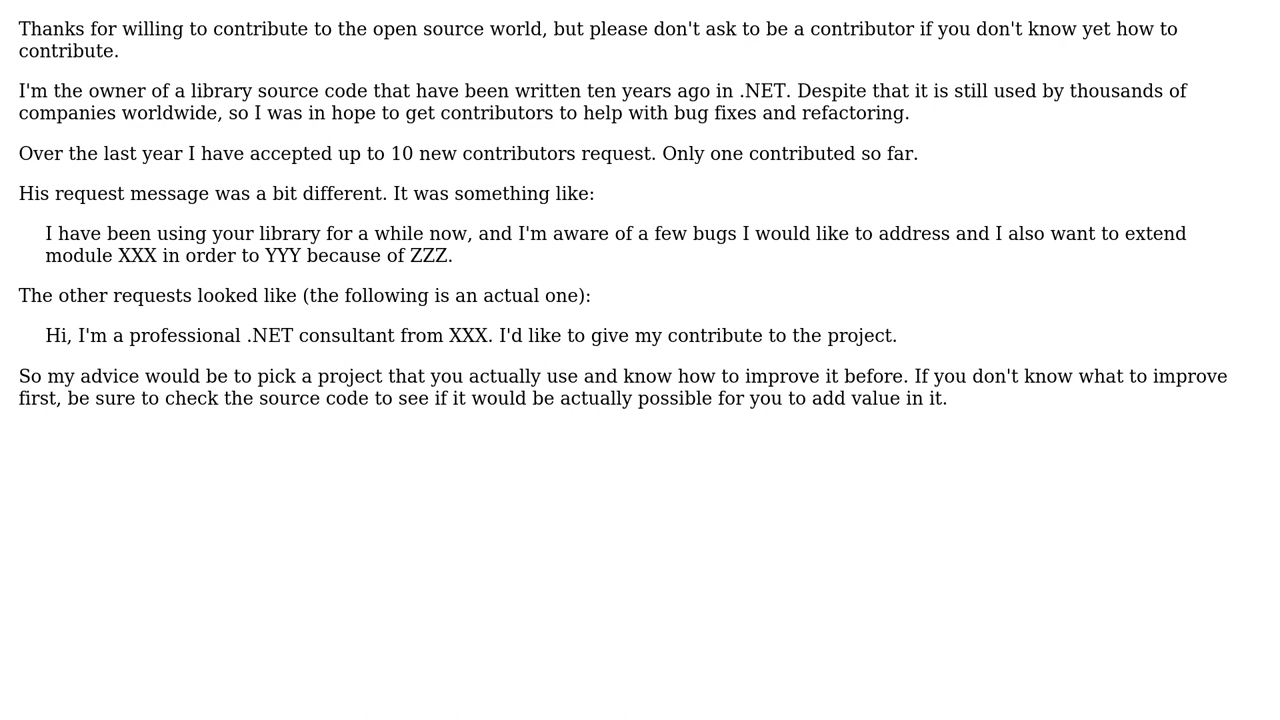 Thanks for willing to contribute to the open source world, but please don't ask to be a contributor if you don't know yet how to
contribute.
I'm the owner of a library source code that have been written ten years ago in .NET. Despite that it is still used by thousands of
companies worldwide, so I was in hope to get contributors to help with bug fixes and refactoring.
Over the last year I have accepted up to 10 new contributors request. Only one contributed so far.
His request message was a bit different. It was something like:
I have been using your library for a while now, and I'm aware of a few bugs I would like to address and I also want to extend
module XXX in order to YYY because of ZZZ.
The other requests looked like (the following is an actual one):
Hi, I'm a professional .NET consultant from XXX. I'd like to give my contribute to the project.
So my advice would be to pick a project that you actually use and know how to improve it before. If you don't know what to improve
first, be sure to check the source code to see if it would be actually possible for you to add value in it.